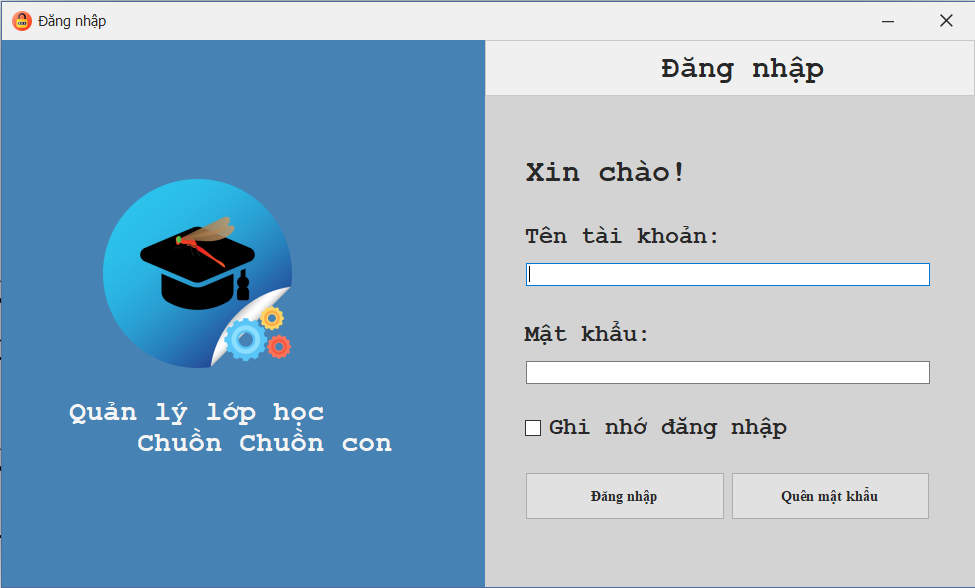 Đăng nhập
Đăng nhập
Xin chào!
Tên tài khoản:
Mật khẩu:
Ghi nhớ đăng nhập
Đăng nhập
Quên mật khẩu
Quản lý lớp học
Chuồn Chuồn con